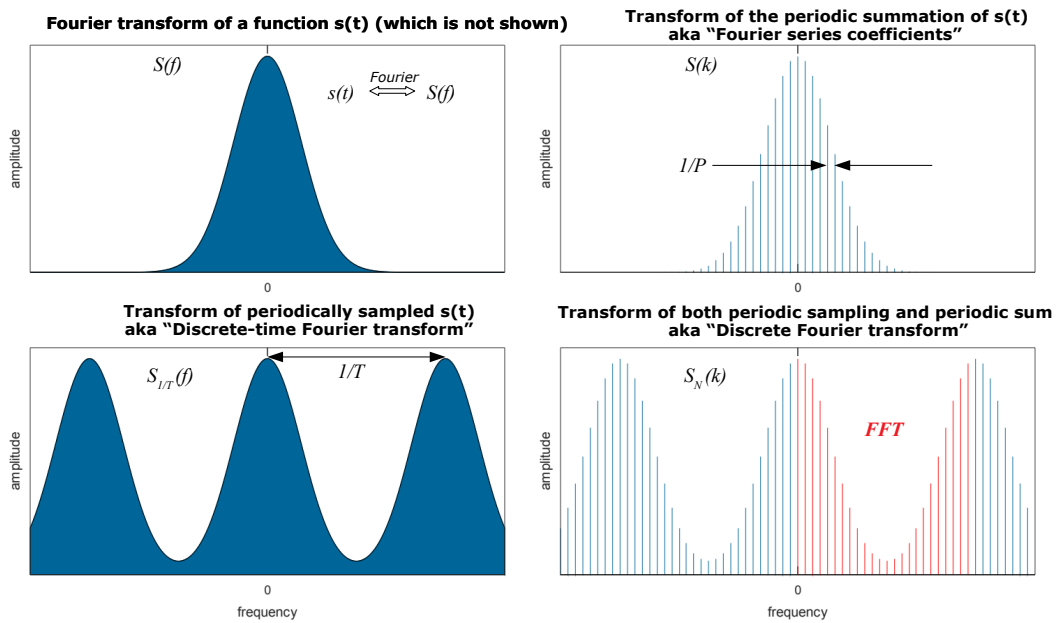 Fourier transform of a function s(t) (which is not shown)
S(f)
Fourier
s(t) S(f)
amplitude
0
Transform of the periodic summation of s(t)
aka “Fourier series coefficients”
S(k)
1/P
amplitude
0
Transform of periodically sampled s(t)
aka “Discrete-time Fourier transform”
S1/T(f)
1/T
amplitude
0
frequency
Transform of both periodic sampling and periodic sum
aka “Discrete Fourier transform”
SN(k)
FFT
amplitude
0
frequency